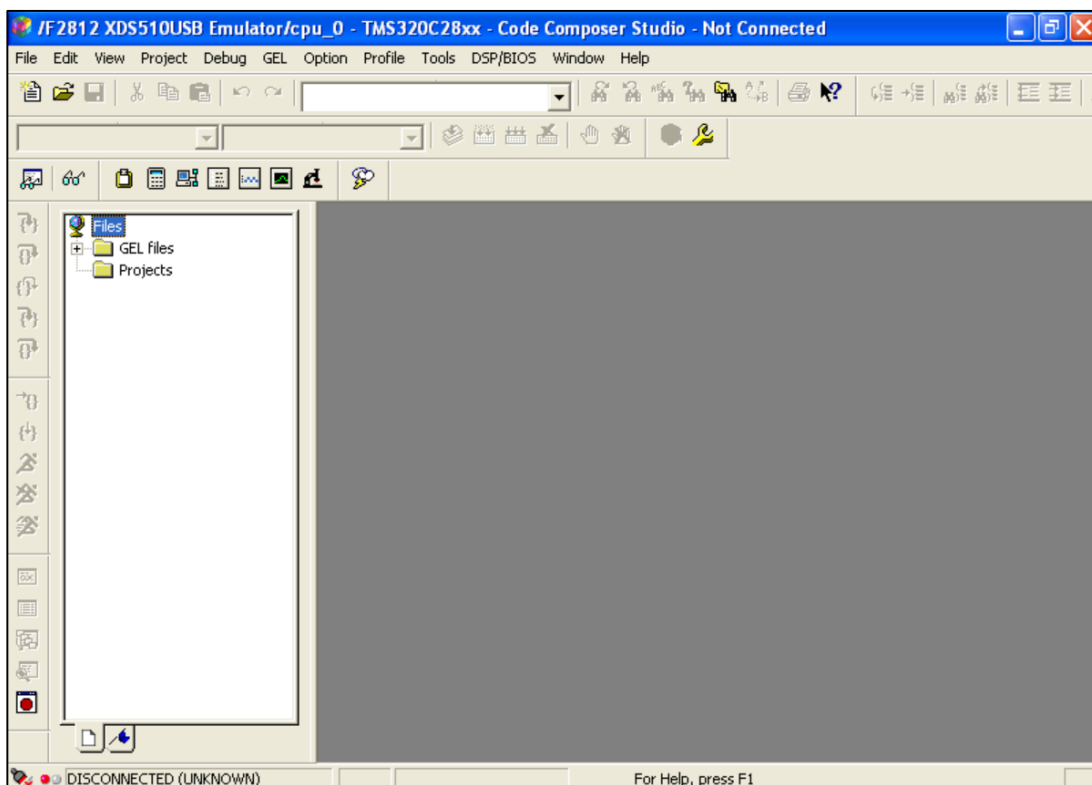 /F2812 XDS510USB Emulator/cpu_0 - TMS320C28xx - Code Composer Studio - Not Connected
File Edit View Project Debug GEL Option Profile Tools DSP/BIOS Window Help
Files
GEL files
Projects
DISCONNECTED (UNKNOWN) For Help, press F1